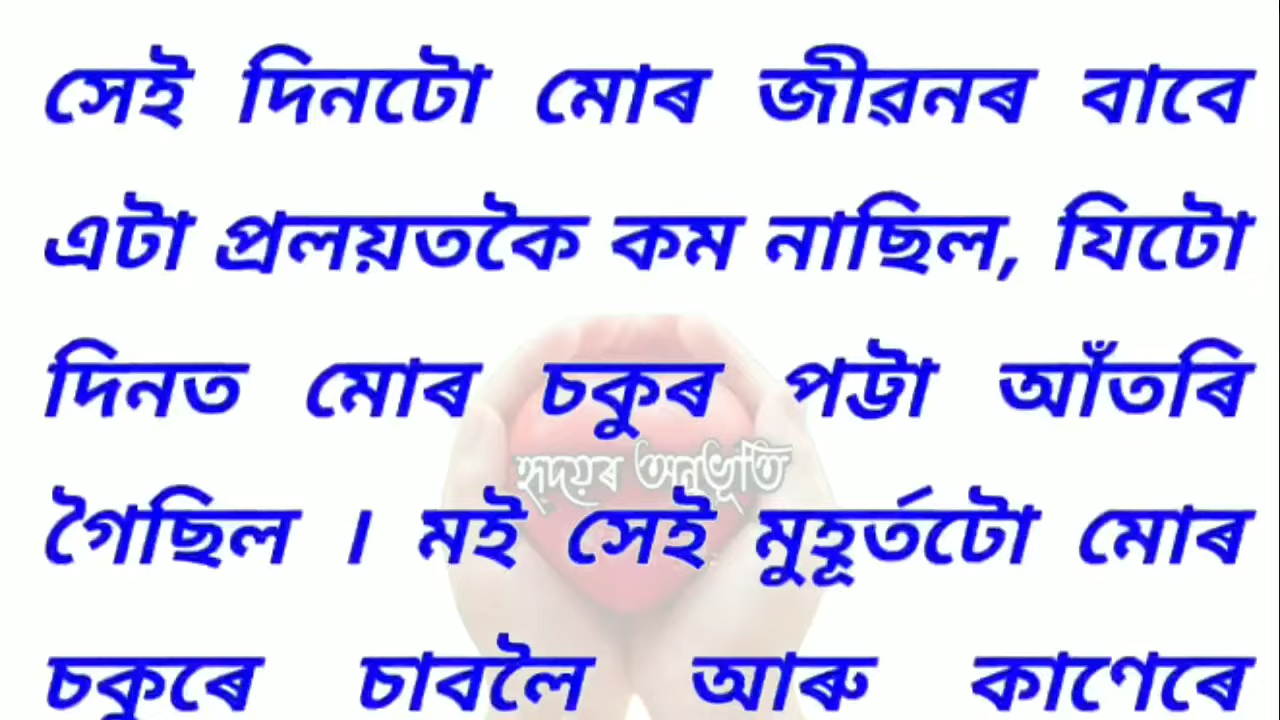 সেই দিনটো মোৰ জীৱনৰ বাবে
এটা প্ৰলয়তকৈ কম নাছিল, যিটো
দিনত মোৰ চকুৰ পট্টা আঁতৰি
হৃদয়ৰ অনুভূতি
গৈছিল । মই সেই মুহূৰ্তটো মোৰ
চকুৰে চাবলৈ আৰু কাণেৰে